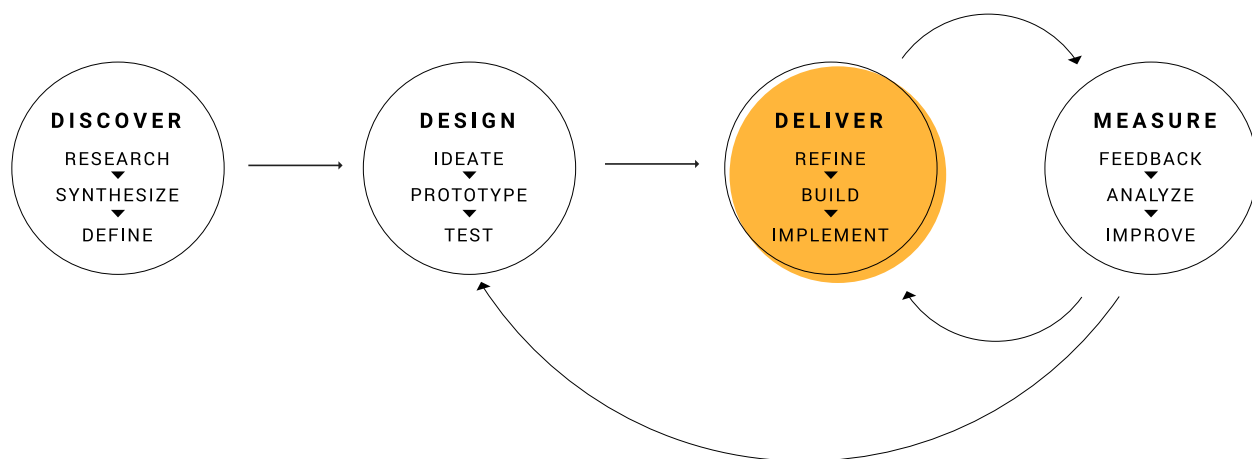 DISCOVER
RESEARCH
SYNTHESIZE
DEFINE
DESIGN
IDEATE
PROTOTYPE
TEST
DELIVER
REFINE
BUILD
IMPLEMENT
MEASURE
FEEDBACK
ANALYZE
IMPROVE